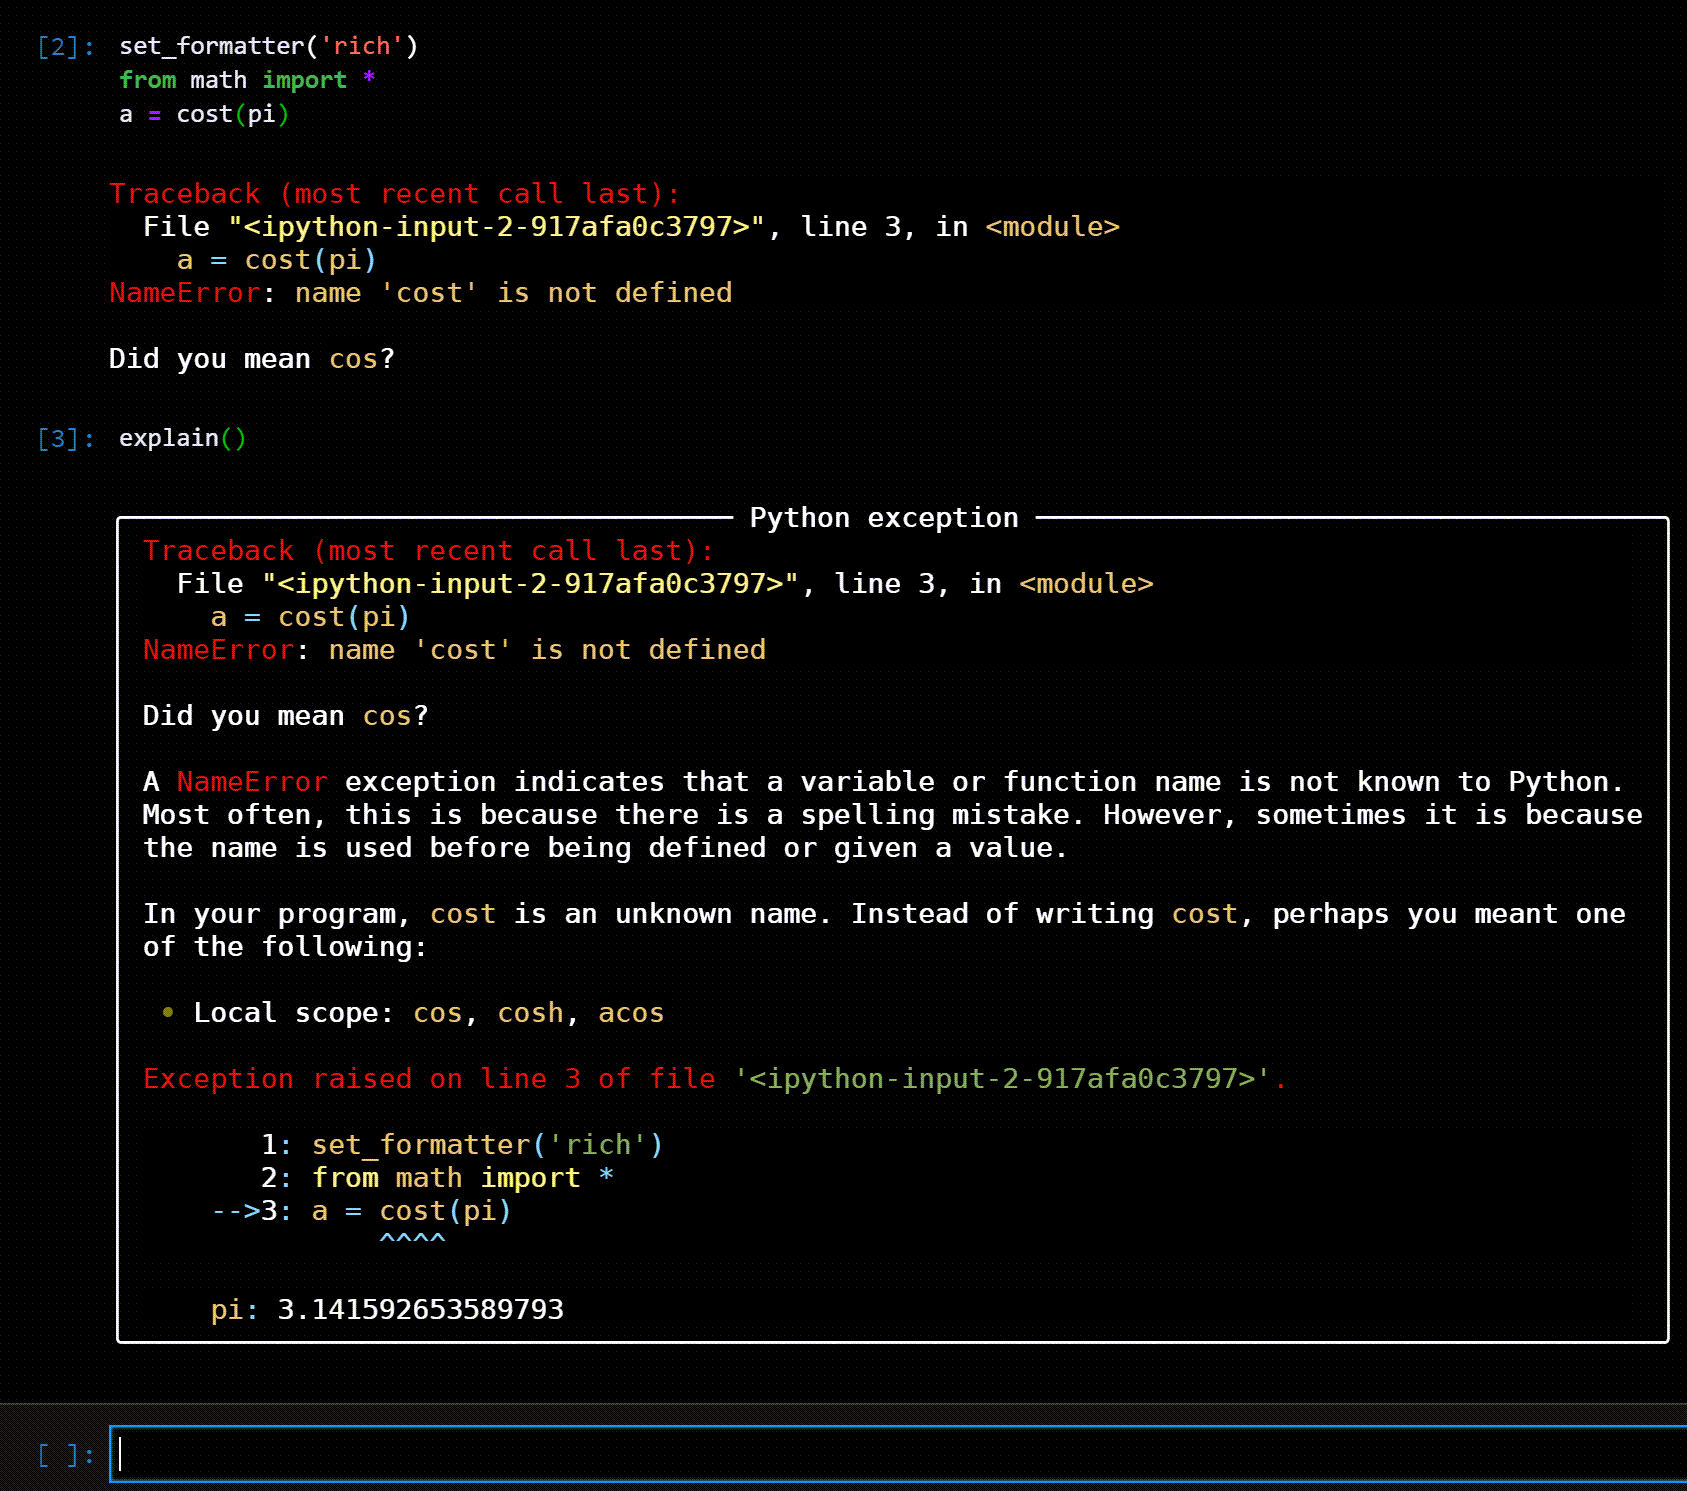 [2]: set_formatter('rich')
from math import *
a = cost(pi)
Traceback (most recent call last):
  File "<ipython-input-2-917afa0c3797>", line 3, in <module>
    a = cost(pi)
NameError: name 'cost' is not defined
Did you mean cos?
[3]: explain()
Python exception
Traceback (most recent call last):
  File "<ipython-input-2-917afa0c3797>", line 3, in <module>
    a = cost(pi)
NameError: name 'cost' is not defined
Did you mean cos?
A NameError exception indicates that a variable or function name is not known to Python.
Most often, this is because there is a spelling mistake. However, sometimes it is because
the name is used before being defined or given a value.
In your program, cost is an unknown name. Instead of writing cost, perhaps you meant one
of the following:
• Local scope: cos, cosh, acos
Exception raised on line 3 of file '<ipython-input-2-917afa0c3797>'.
1: set_formatter('rich')
2: from math import *
-->3: a = cost(pi)
^^^^
pi: 3.141592653589793
[ ]: